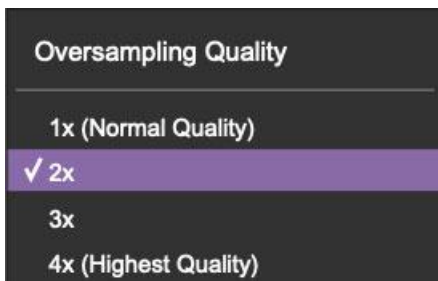 Oversampling Quality
1x (Normal Quality)
✓ 2x
3x
4x (Highest Quality)